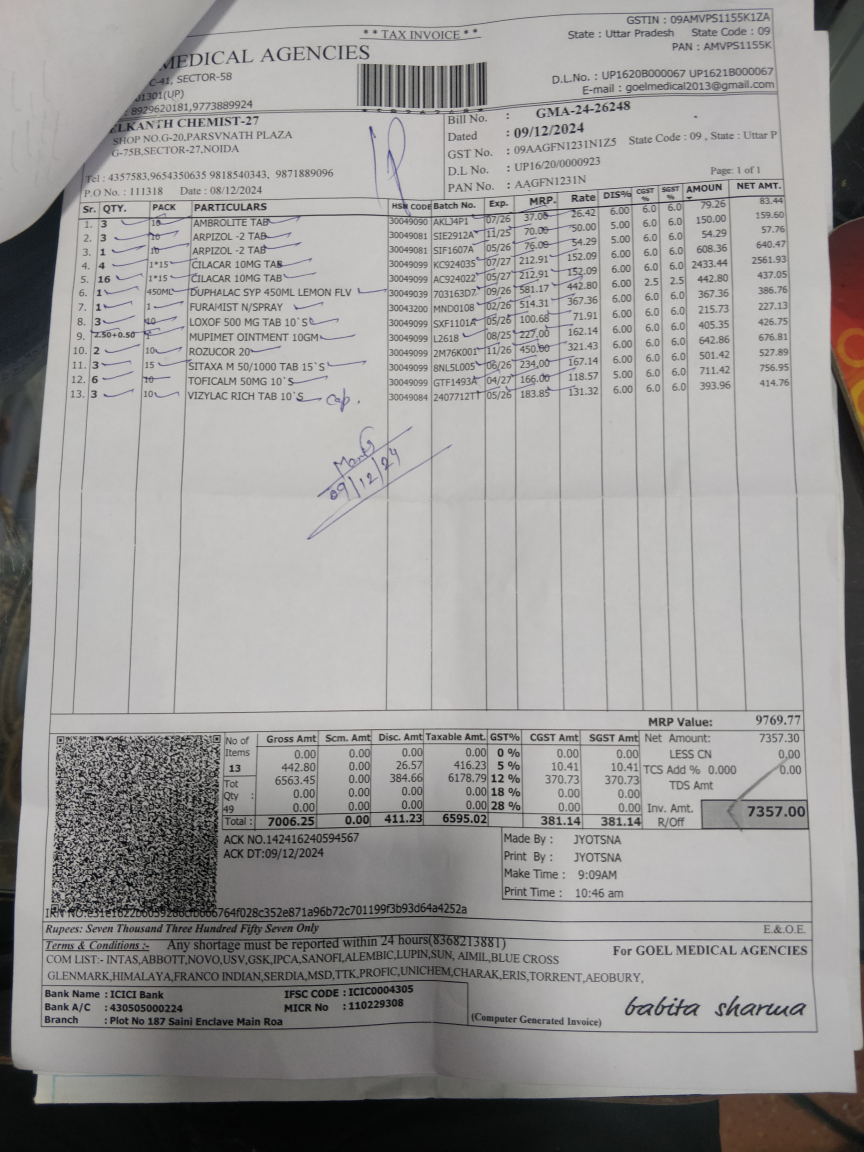 ** TAX INVOICE **
GSTIN : 09AMVPS1155K1ZA
State : Uttar Pradesh State Code : 09
PAN : AMVPS1155K
MEDICAL AGENCIES
C-41, SECTOR-58
D.L.No. : UP1620B000067 UP1621B000067
E-mail : goelmedical2013@gmail.com
8929620181,9773889924
ELKANTH CHEMIST-27
SHOP NO.G-20,PARSVNATH PLAZA
G-75B,SECTOR-27,NOIDA
Tel : 4357583,9654350635 9818540343, 9871889096
P.O No. : 111318 Date : 08/12/2024
Bill No. : GMA-24-26248
Dated : 09/12/2024
GST No. : 09AAGFN1231N1Z5 State Code : 09 , State : Uttar P
D.L No. : UP16/20/0000923
PAN No. : AAGFN1231N
Page: 1 of 1
Sr. QTY. PACK PARTICULARS HSN CODE Batch No. Exp. MRP. Rate DIS% CGST % SGST % AMOUN NET AMT.
1. 3 10 AMBROLITE TAB 30049090 AKLJ4P1 07/26 37.00 26.42 6.00 6.0 6.0 79.26 83.44
2. 3 10 ARPIZOL -2 TAB 30049081 SIE2912A 11/25 70.00 50.00 5.00 6.0 6.0 150.00 159.60
3. 1 10 ARPIZOL -2 TAB 30049081 SIF1607A 05/26 76.00 54.29 5.00 6.0 6.0 54.29 57.76
4. 4 1*15 CILACAR 10MG TAB 30049099 KC924035 07/27 212.91 152.09 6.00 6.0 6.0 608.36 640.47
5. 16 1*15 CILACAR 10MG TAB 30049099 AC924022 05/27 212.91 152.09 6.00 6.0 6.0 2433.44 2561.93
6. 1 450ML DUPHALAC SYP 450ML LEMON FLV 30049039 703163D7 09/26 581.17 442.80 6.00 2.5 2.5 442.80 437.05
7. 1 1 FURAMIST N/SPRAY 30043200 MND0108 02/26 514.31 367.36 6.00 6.0 6.0 367.36 386.76
8. 3 10 LOXOF 500 MG TAB 10`S 30049099 SXF1101A 05/26 100.68 71.91 6.00 6.0 6.0 215.73 227.13
9. 2.50+0.50 MUPIMET OINTMENT 10GM 30049099 L2618 08/25 227.00 162.14 6.00 6.0 6.0 405.35 426.75
10. 2 10 ROZUCOR 20 30049099 2M76K001 11/26 450.00 321.43 6.00 6.0 6.0 642.86 676.81
11. 3 15 SITAXA M 50/1000 TAB 15`S 30049099 8NL5L005 06/26 234.00 167.14 6.00 6.0 6.0 501.42 527.89
12. 6 10 TOFICALM 50MG 10`S 30049099 GTF1493A 04/27 166.00 118.57 5.00 6.0 6.0 711.42 756.95
13. 3 10 VIZYLAC RICH TAB 10`S 30049084 2407712T1 05/26 183.85 131.32 6.00 6.0 6.0 393.96 414.76
Cap.
09/12/24
MRP Value: 9769.77
No of Items 13 Tot Qty : 49
Gross Amt Scm. Amt Disc. Amt Taxable Amt. GST% CGST Amt SGST Amt
0.00 0.00 0.00 0.00 0 % 0.00 0.00
442.80 0.00 26.57 416.23 5 % 10.41 10.41
6563.45 0.00 384.66 6178.79 12 % 370.73 370.73
0.00 0.00 0.00 0.00 18 % 0.00 0.00
0.00 0.00 0.00 0.00 28 % 0.00 0.00
Total : 7006.25 0.00 411.23 6595.02 381.14 381.14
Net Amount: 7357.30
LESS CN 0.00
TCS Add % 0.000 0.00
TDS Amt
Inv. Amt. 7357.00
R/Off
ACK NO.142416240594567
ACK DT:09/12/2024
Made By : JYOTSNA
Print By : JYOTSNA
Make Time : 9:09AM
Print Time : 10:46 am
Rupees: Seven Thousand Three Hundred Fifty Seven Only
E.&O.E.
Terms & Conditions :- Any shortage must be reported within 24 hours(8368213881)
COM LIST:- INTAS,ABBOTT,NOVO,USV,GSK,IPCA,SANOFI,ALEMBIC,LUPIN,SUN, AIMIL,BLUE CROSS
GLENMARK,HIMALAYA,FRANCO INDIAN,SERDIA,MSD,TTK,PROFIC,UNICHEM,CHARAK,ERIS,TORRENT,AEOBURY,
For GOEL MEDICAL AGENCIES
Bank Name : ICICI Bank IFSC CODE : ICIC0004305
Bank A/C : 430505000224 MICR No : 110229308
Branch : Plot No 187 Saini Enclave Main Roa
(Computer Generated Invoice)
babita sharma